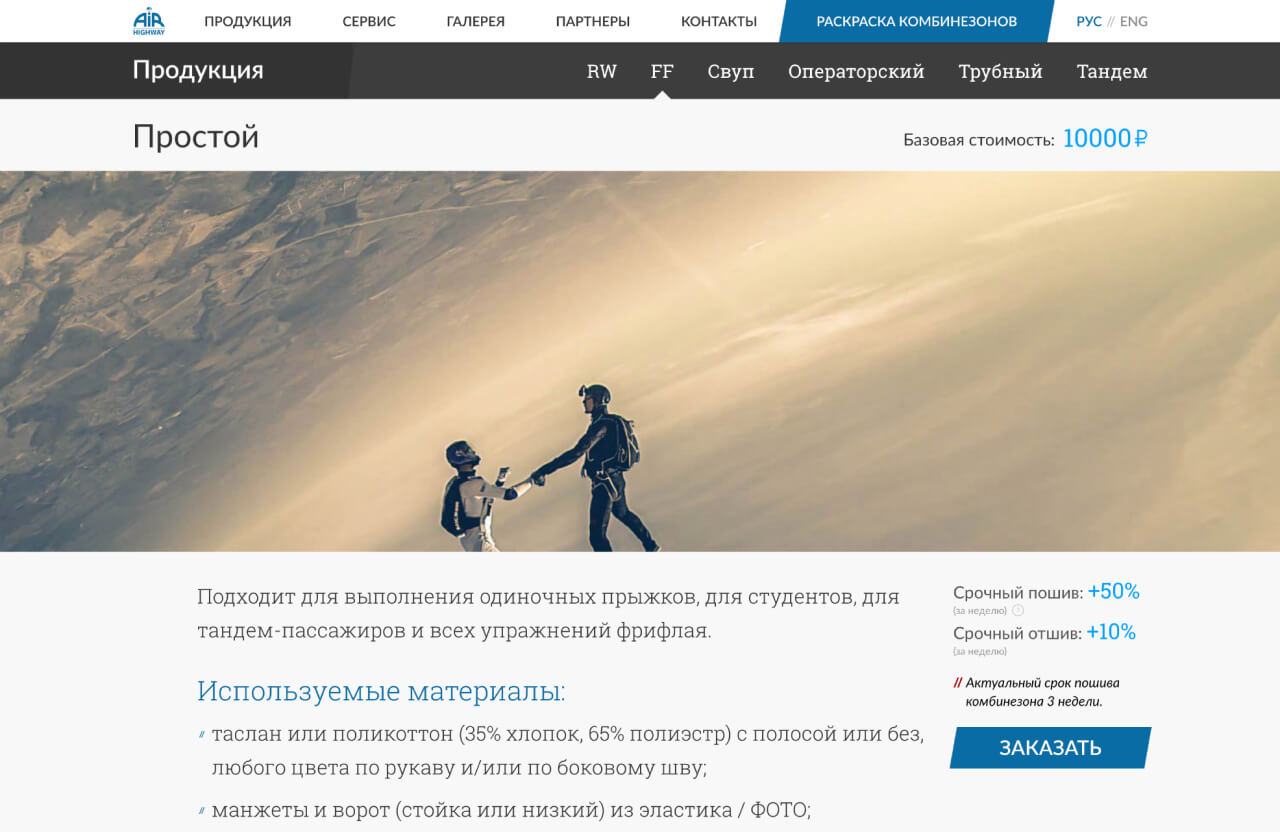 AIR
HIGHWAY
ПРОДУКЦИЯ СЕРВИС ГАЛЕРЕЯ ПАРТНЕРЫ КОНТАКТЫ РАСКРАСКА КОМБИНЕЗОНОВ РУС // ENG
Продукция RW FF Свуп Операторский Трубный Тандем
Простой Базовая стоимость: 10000₽
Подходит для выполнения одиночных прыжков, для студентов, для
тандем-пассажиров и всех упражнений фрифлая.
Используемые материалы:
// таслан или поликоттон (35% хлопок, 65% полиэстр) с полосой или без,
любого цвета по рукаву и/или по боковому шву;
// манжеты и ворот (стойка или низкий) из эластика / ФОТО;
Срочный пошив: +50%
(за неделю) ?
Срочный отшив: +10%
(за неделю)
// Актуальный срок пошива
комбинезона 3 недели.
ЗАКАЗАТЬ